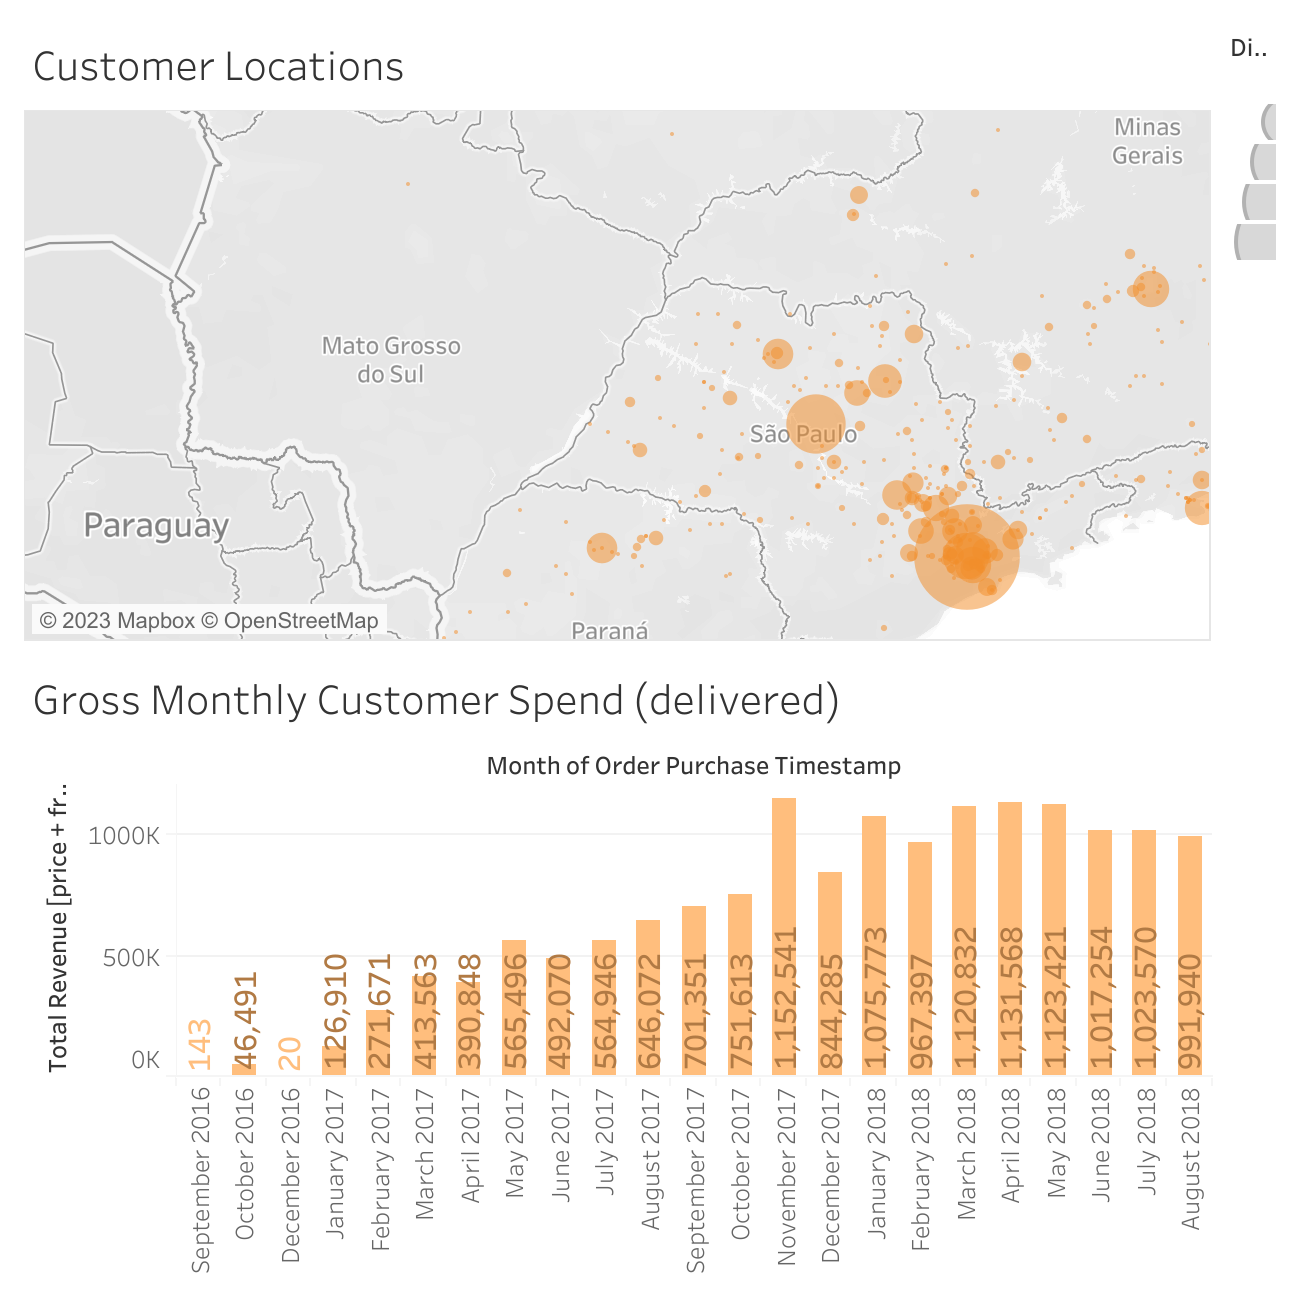 Customer Locations
Di..
Minas
Gerais
Mato Grosso
do Sul
São Paulo
Paraguay
Paraná
© 2023 Mapbox © OpenStreetMap
Gross Monthly Customer Spend (delivered)
Month of Order Purchase Timestamp
Total Revenue [price + fr..
1000K
500K
0K
143
46,491
20
126,910
271,671
413,563
390,848
565,496
492,070
564,946
646,072
701,351
751,613
1,152,541
844,285
1,075,773
967,397
1,120,832
1,131,568
1,123,421
1,017,254
1,023,570
991,940
September 2016
October 2016
December 2016
January 2017
February 2017
March 2017
April 2017
May 2017
June 2017
July 2017
August 2017
September 2017
October 2017
November 2017
December 2017
January 2018
February 2018
March 2018
April 2018
May 2018
June 2018
July 2018
August 2018